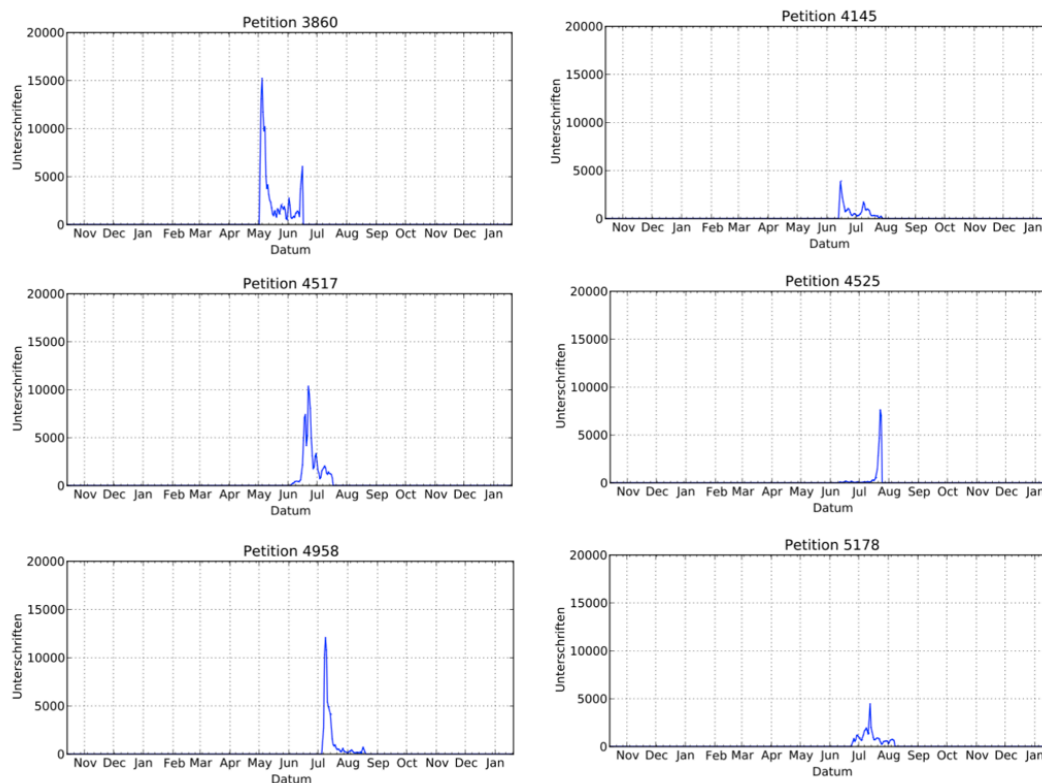 Petition 3860
20000
15000
10000
5000
0
Unterschriften
Nov Dec Jan Feb Mar Apr May Jun Jul Aug Sep Oct Nov Dec Jan
Datum
Petition 4145
20000
15000
10000
5000
0
Unterschriften
Nov Dec Jan Feb Mar Apr May Jun Jul Aug Sep Oct Nov Dec Jan
Datum
Petition 4517
20000
15000
10000
5000
0
Unterschriften
Nov Dec Jan Feb Mar Apr May Jun Jul Aug Sep Oct Nov Dec Jan
Datum
Petition 4525
20000
15000
10000
5000
0
Unterschriften
Nov Dec Jan Feb Mar Apr May Jun Jul Aug Sep Oct Nov Dec Jan
Datum
Petition 4958
20000
15000
10000
5000
0
Unterschriften
Nov Dec Jan Feb Mar Apr May Jun Jul Aug Sep Oct Nov Dec Jan
Datum
Petition 5178
20000
15000
10000
5000
0
Unterschriften
Nov Dec Jan Feb Mar Apr May Jun Jul Aug Sep Oct Nov Dec Jan
Datum